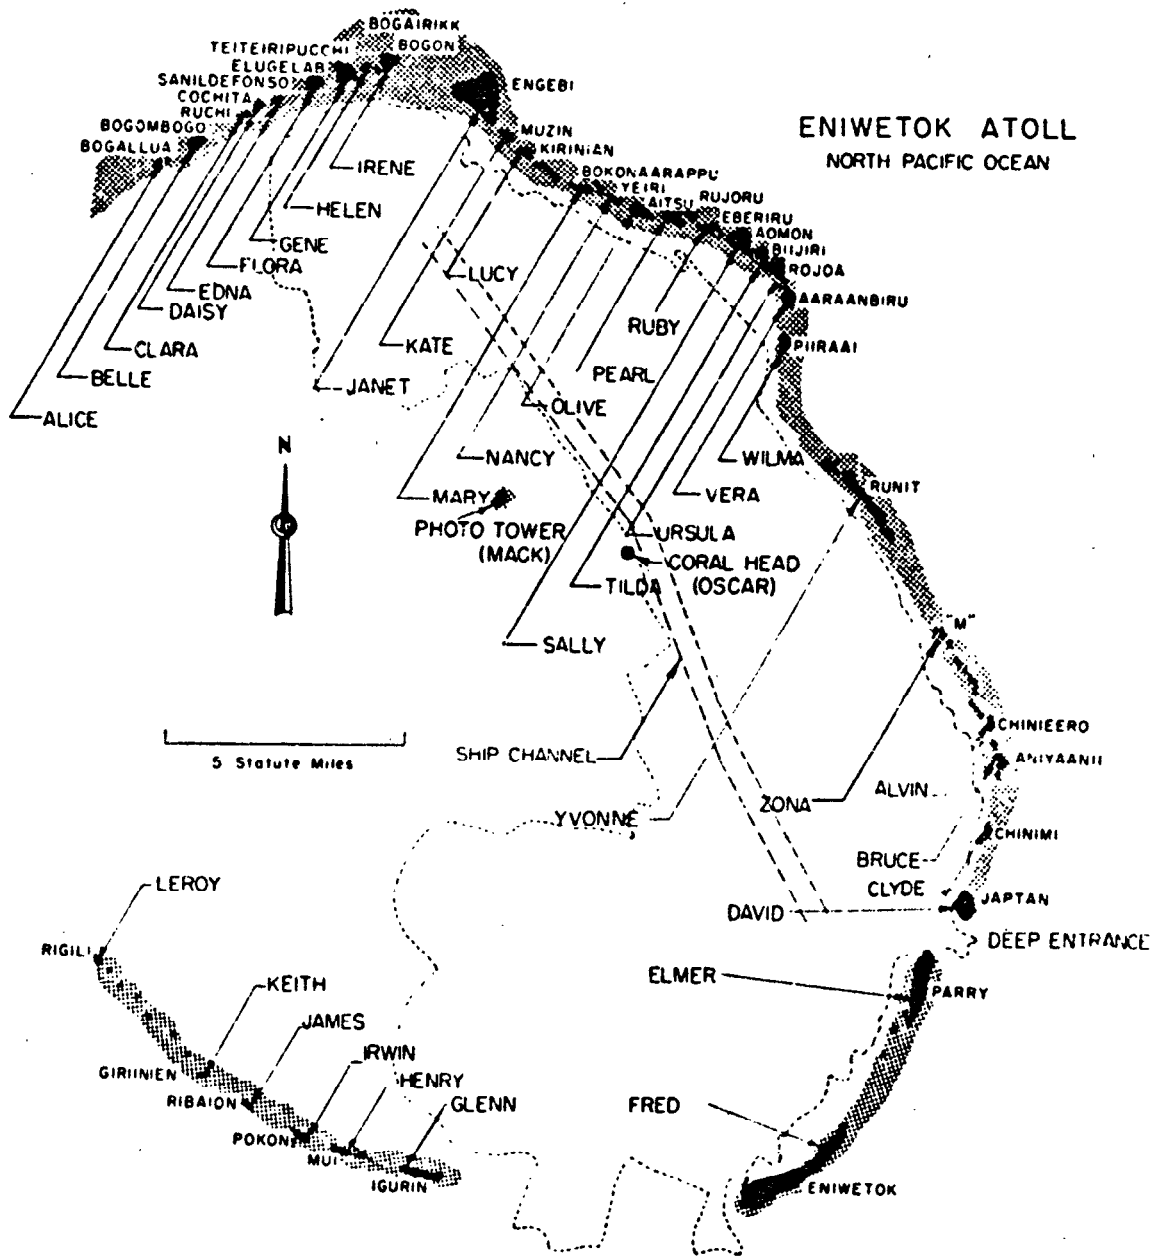 BOGAIRIKK
BOGON
TEITEIRIPUCCHI
ELUGELAB
SANILDEFONSO
COCHITA
RUCHI
BOGOMBOGO
BOGALLUA
ENGEBI
MUZIN
KIRINIAN
BOKONAARAPPU
YEIRI
AITSU
RUJORU
EBERIRU
AOMON
BIIJIRI
ROJOA
AARAANBIRU
PIIRAAI
RUNIT
ENIWETOK ATOLL
NORTH PACIFIC OCEAN
IRENE
HELEN
GENE
FLORA
EDNA
DAISY
CLARA
BELLE
ALICE
LUCY
KATE
JANET
RUBY
PEARL
OLIVE
NANCY
MARY
WILMA
VERA
URSULA
TILDA
SALLY
N
PHOTO TOWER
(MACK)
CORAL HEAD
(OSCAR)
"M"
CHINIEERO
ANIYAANII
CHINIMI
JAPTAN
DEEP ENTRANCE
SHIP CHANNEL
5 Statute Miles
YVONNE
ZONA
ALVIN
BRUCE
CLYDE
DAVID
ELMER
PARRY
FRED
ENIWETOK
LEROY
RIGILI
KEITH
JAMES
IRWIN
HENRY
GLENN
GIRIINIEN
RIBAION
POKON
MUI
IGURIN